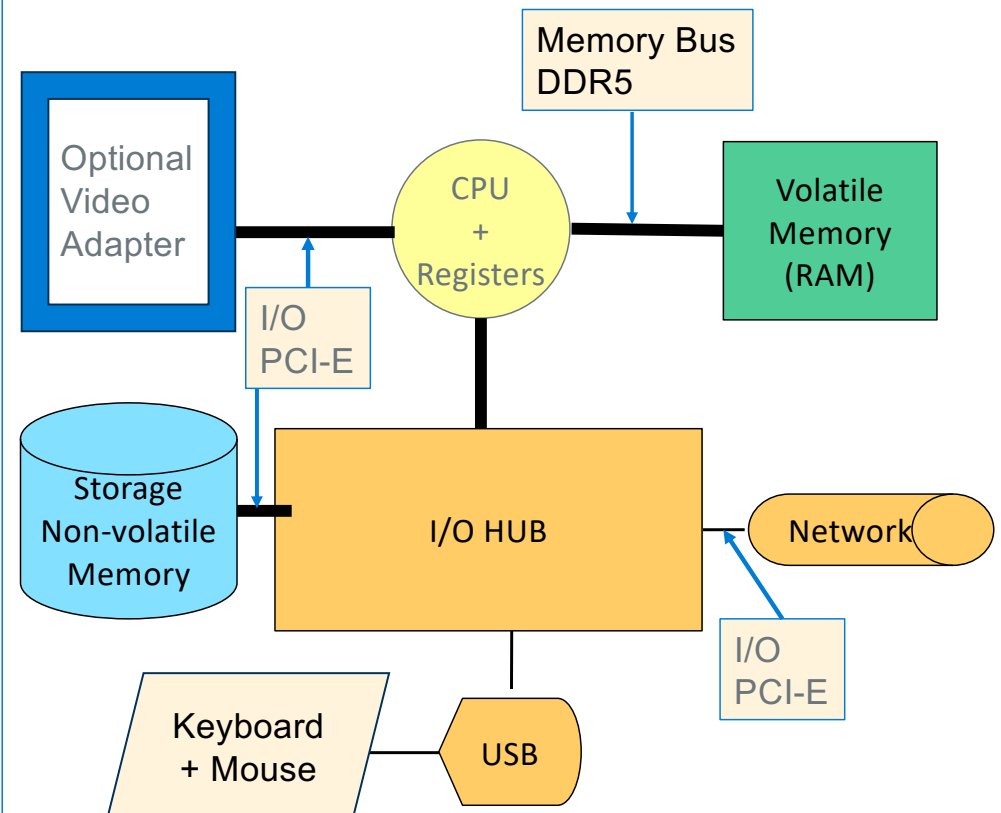 Memory Bus
DDR5
Optional
Video
Adapter
CPU
+
Registers
Volatile
Memory
(RAM)
I/O
PCI-E
Storage
Non-volatile
Memory
I/O HUB
Network
I/O
PCI-E
Keyboard
+ Mouse
USB